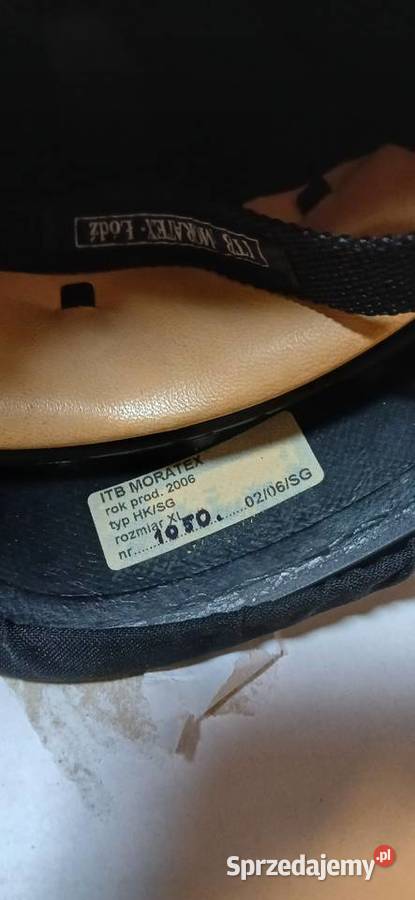 ITB MORATEX · Łódź
ITB MORATEX
rok prod. 2006
typ HK/SG
rozmiar XL
nr.....1050.........02/06/SG
Sprzedajemy.pl